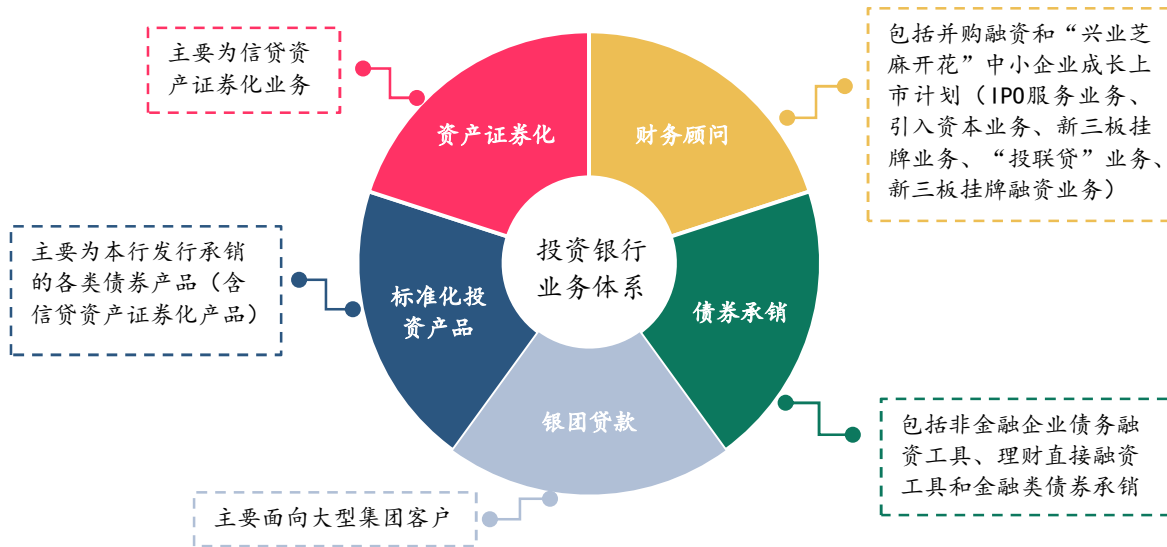 主要为信贷资
产证券化业务
包括并购融资和“兴业芝
麻开花”中小企业成长上
市计划（IPO服务业务、
引入资本业务、新三板挂
牌业务、“投联贷”业务、
新三板挂牌融资业务）
资产证券化
财务顾问
投资银行
业务体系
主要为本行发行承销
的各类债券产品（含
信贷资产证券化产品）
标准化投
资产品
债券承销
银团贷款
包括非金融企业债务融
资工具、理财直接融资
工具和金融类债券承销
主要面向大型集团客户